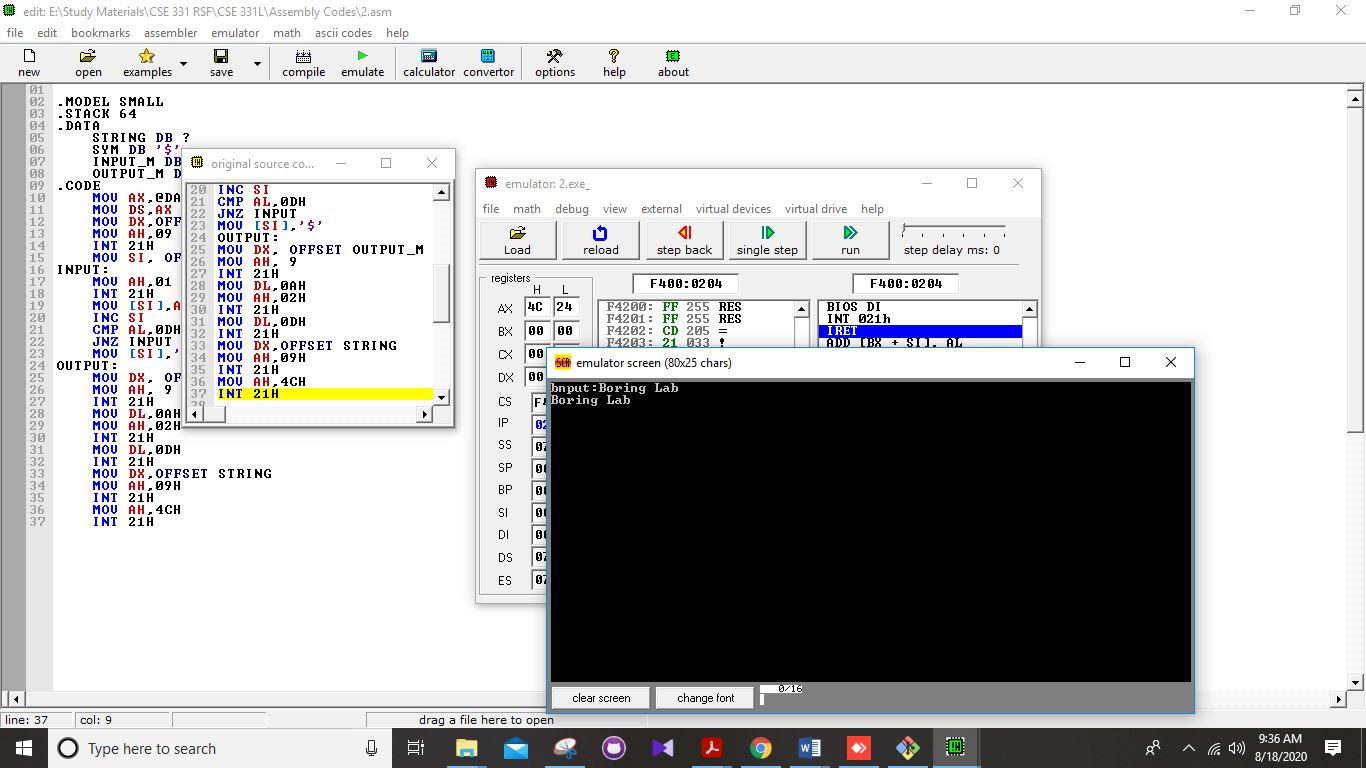 edit: E:\Study Materials\CSE 331 RSF\CSE 331L\Assembly Codes\2.asm
file edit bookmarks assembler emulator math ascii codes help
new open examples save compile emulate calculator convertor options help about
01
02 .MODEL SMALL
03 .STACK 64
04 .DATA
05 STRING DB ?
06 SYM DB '$'
07 INPUT_M DB
08 OUTPUT_M D
09 .CODE
10 MOV AX,@DA
11 MOV DS,AX
12 MOV DX,OFF
13 MOV AH,09
14 INT 21H
15 MOV SI, OF
16 INPUT:
17 MOV AH,01
18 INT 21H
19 MOV [SI],A
20 INC SI
21 CMP AL,0DH
22 JNZ INPUT
23 MOV [SI],'
24 OUTPUT:
25 MOV DX, OF
26 MOV AH, 9
27 INT 21H
28 MOV DL,0AH
29 MOV AH,02H
30 INT 21H
31 MOV DL,0DH
32 INT 21H
33 MOV DX,OFFSET STRING
34 MOV AH,09H
35 INT 21H
36 MOV AH,4CH
37 INT 21H
original source co...
20 INC SI
21 CMP AL,0DH
22 JNZ INPUT
23 MOV [SI],'$'
24 OUTPUT:
25 MOV DX, OFFSET OUTPUT_M
26 MOV AH, 9
27 INT 21H
28 MOV DL,0AH
29 MOV AH,02H
30 INT 21H
31 MOV DL,0DH
32 INT 21H
33 MOV DX,OFFSET STRING
34 MOV AH,09H
35 INT 21H
36 MOV AH,4CH
37 INT 21H
emulator: 2.exe_
file math debug view external virtual devices virtual drive help
Load reload step back single step run step delay ms: 0
registers
H L
F400:0204 F400:0204
AX 4C 24
BX 00 00
CX 00
DX 00
CS
IP
SS
SP
BP
SI
DI
DS
ES
F4200: FF 255 RES
F4201: FF 255 RES
F4202: CD 205 =
F4203: 21 033 !
BIOS DI
INT 021h
IRET
ADD [BX + SI], AL
emulator screen (80x25 chars)
bnput:Boring Lab
Boring Lab
clear screen change font 0/16
line: 37 col: 9 drag a file here to open
Type here to search
9:36 AM
8/18/2020